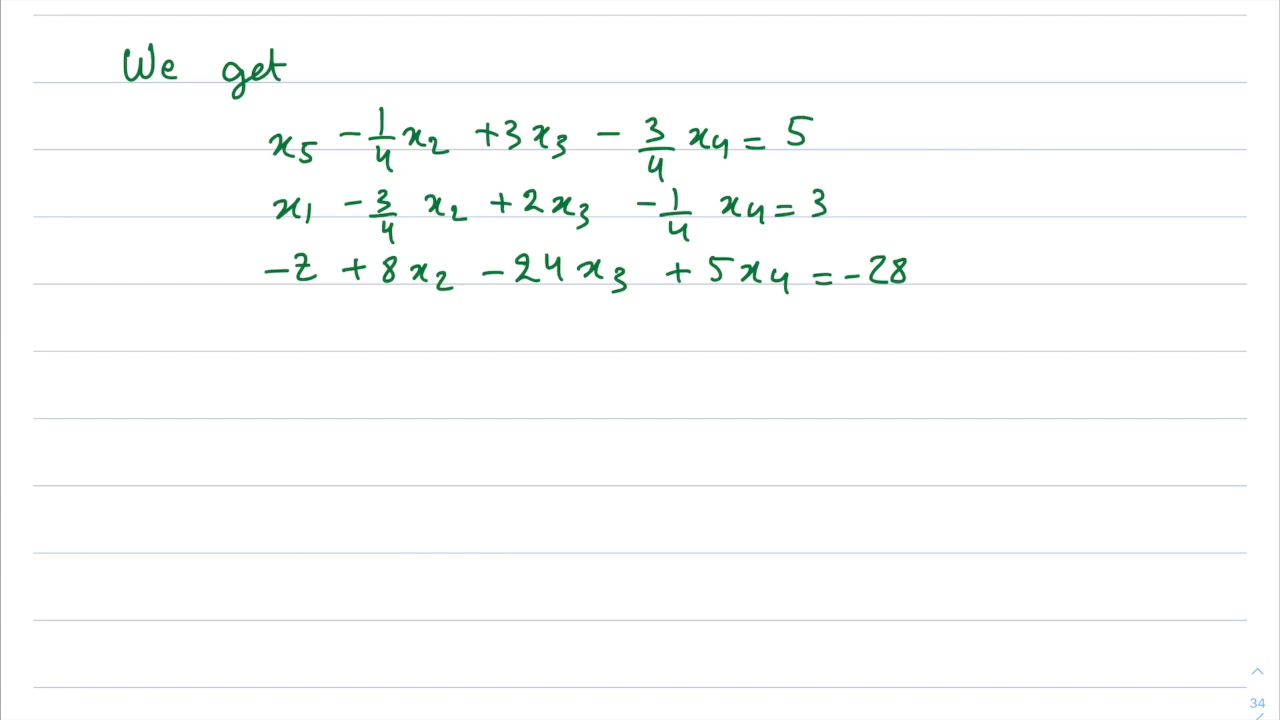 We get
x₅ - 1/4 x₂ + 3x₃ - 3/4 x₄ = 5
x₁ - 3/4 x₂ + 2x₃ - 1/4 x₄ = 3
-z + 8x₂ - 24x₃ + 5x₄ = -28
34